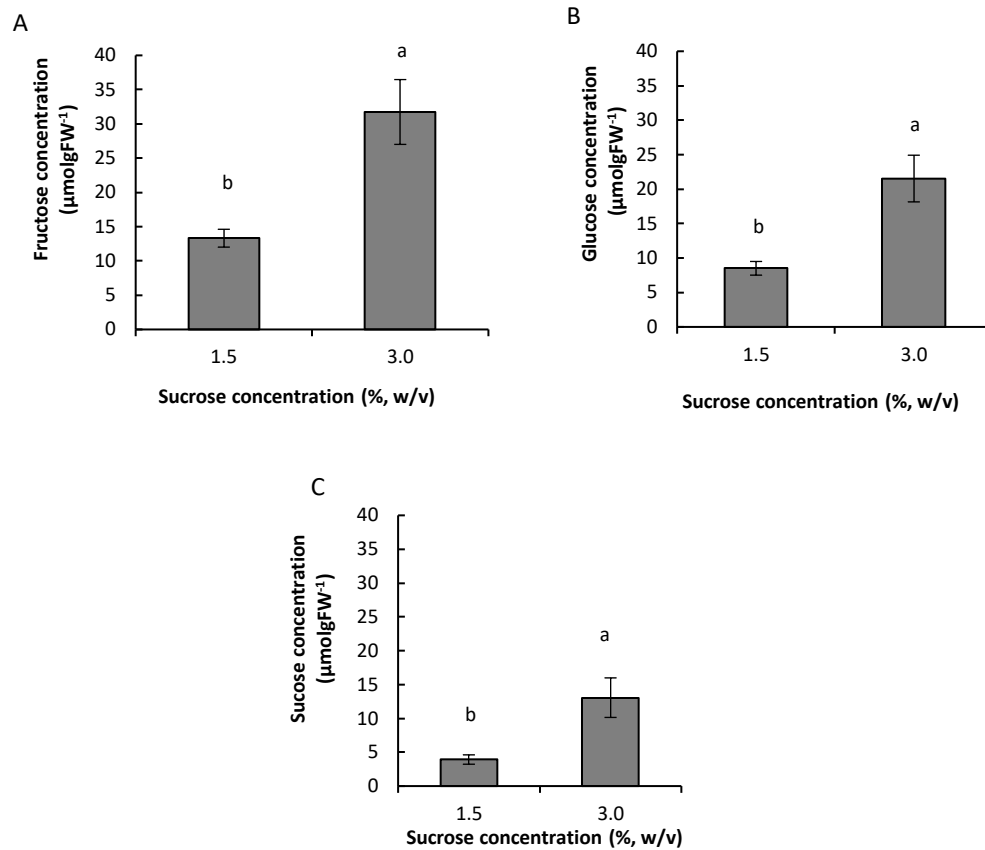 A
Fructose concentration
(µmolgFW-1)
40
35
30
25
20
15
10
5
0
b
a
1.5
3.0
Sucrose concentration (%, w/v)
B
Glucose concentration
(µmolgFW-1)
40
35
30
25
20
15
10
5
0
b
a
1.5
3.0
Sucrose concentration (%, w/v)
C
Sucose concentration
(µmolgFW-1)
40
35
30
25
20
15
10
5
0
b
a
1.5
3.0
Sucrose concentration (%, w/v)